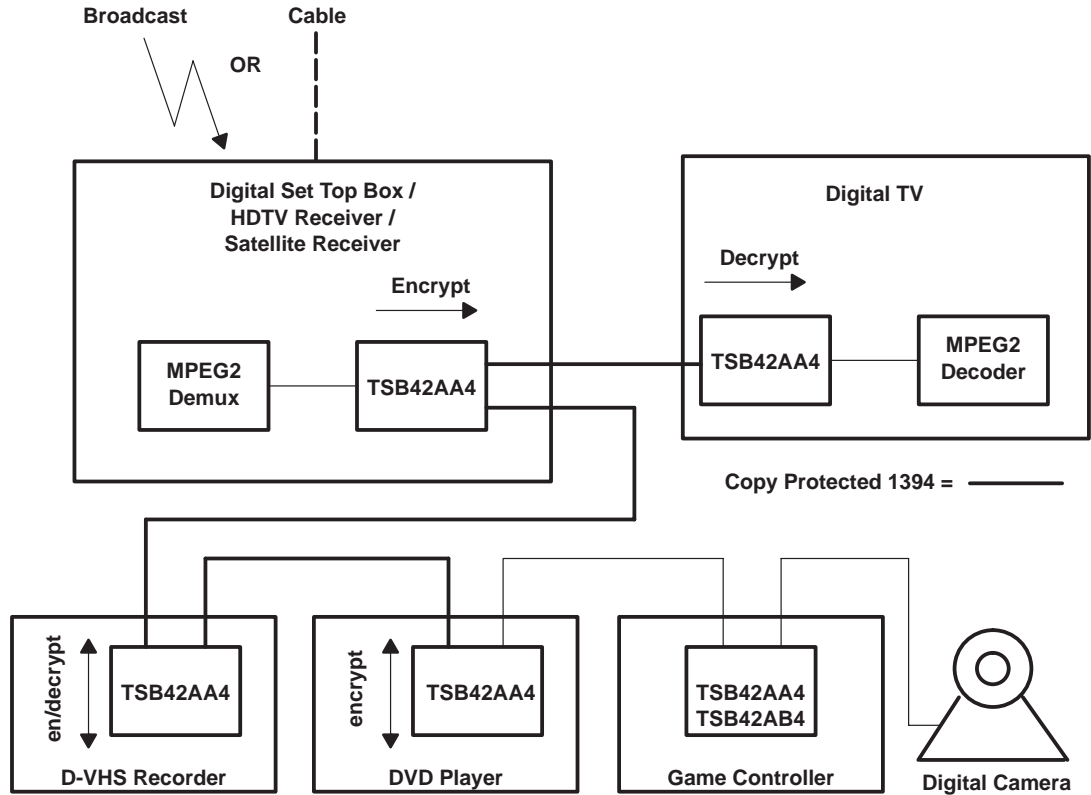 Broadcast
Cable
OR
Digital Set Top Box /
HDTV Receiver /
Satellite Receiver
Encrypt
MPEG2
Demux
TSB42AA4
Digital TV
Decrypt
TSB42AA4
MPEG2
Decoder
Copy Protected 1394 =
en/decrypt
TSB42AA4
D-VHS Recorder
encrypt
TSB42AA4
DVD Player
TSB42AA4
TSB42AB4
Game Controller
Digital Camera